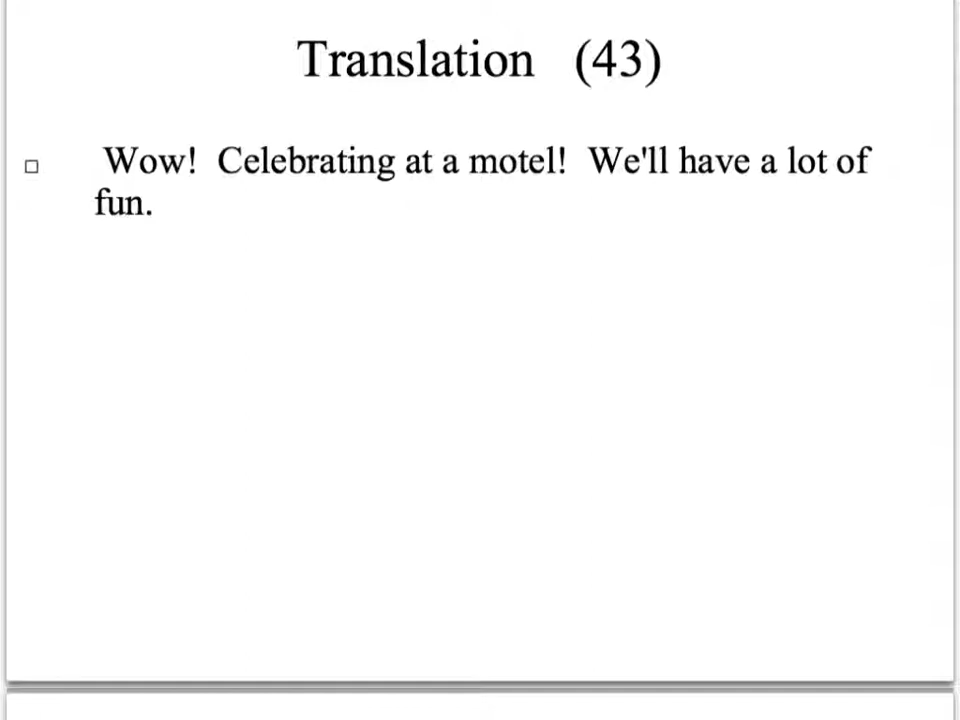 Translation (43)
Wow! Celebrating at a motel! We'll have a lot of
fun.